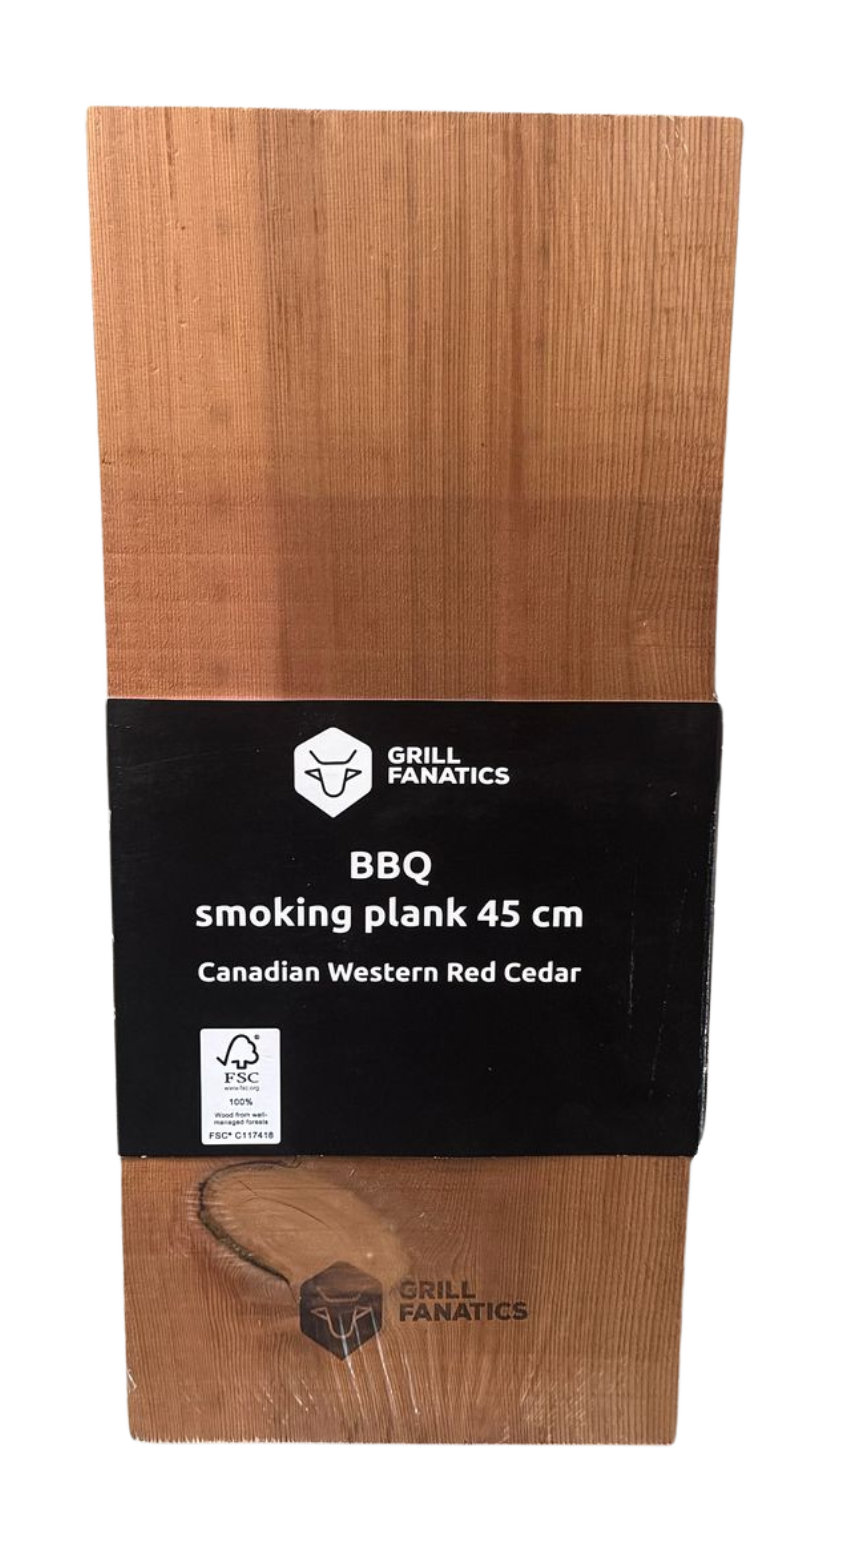 GRILL
FANATICS
BBQ
smoking plank 45 cm
Canadian Western Red Cedar
FSC
www.fsc.org
100%
Wood from well-
managed forests
FSC® C117418
GRILL
FANATICS